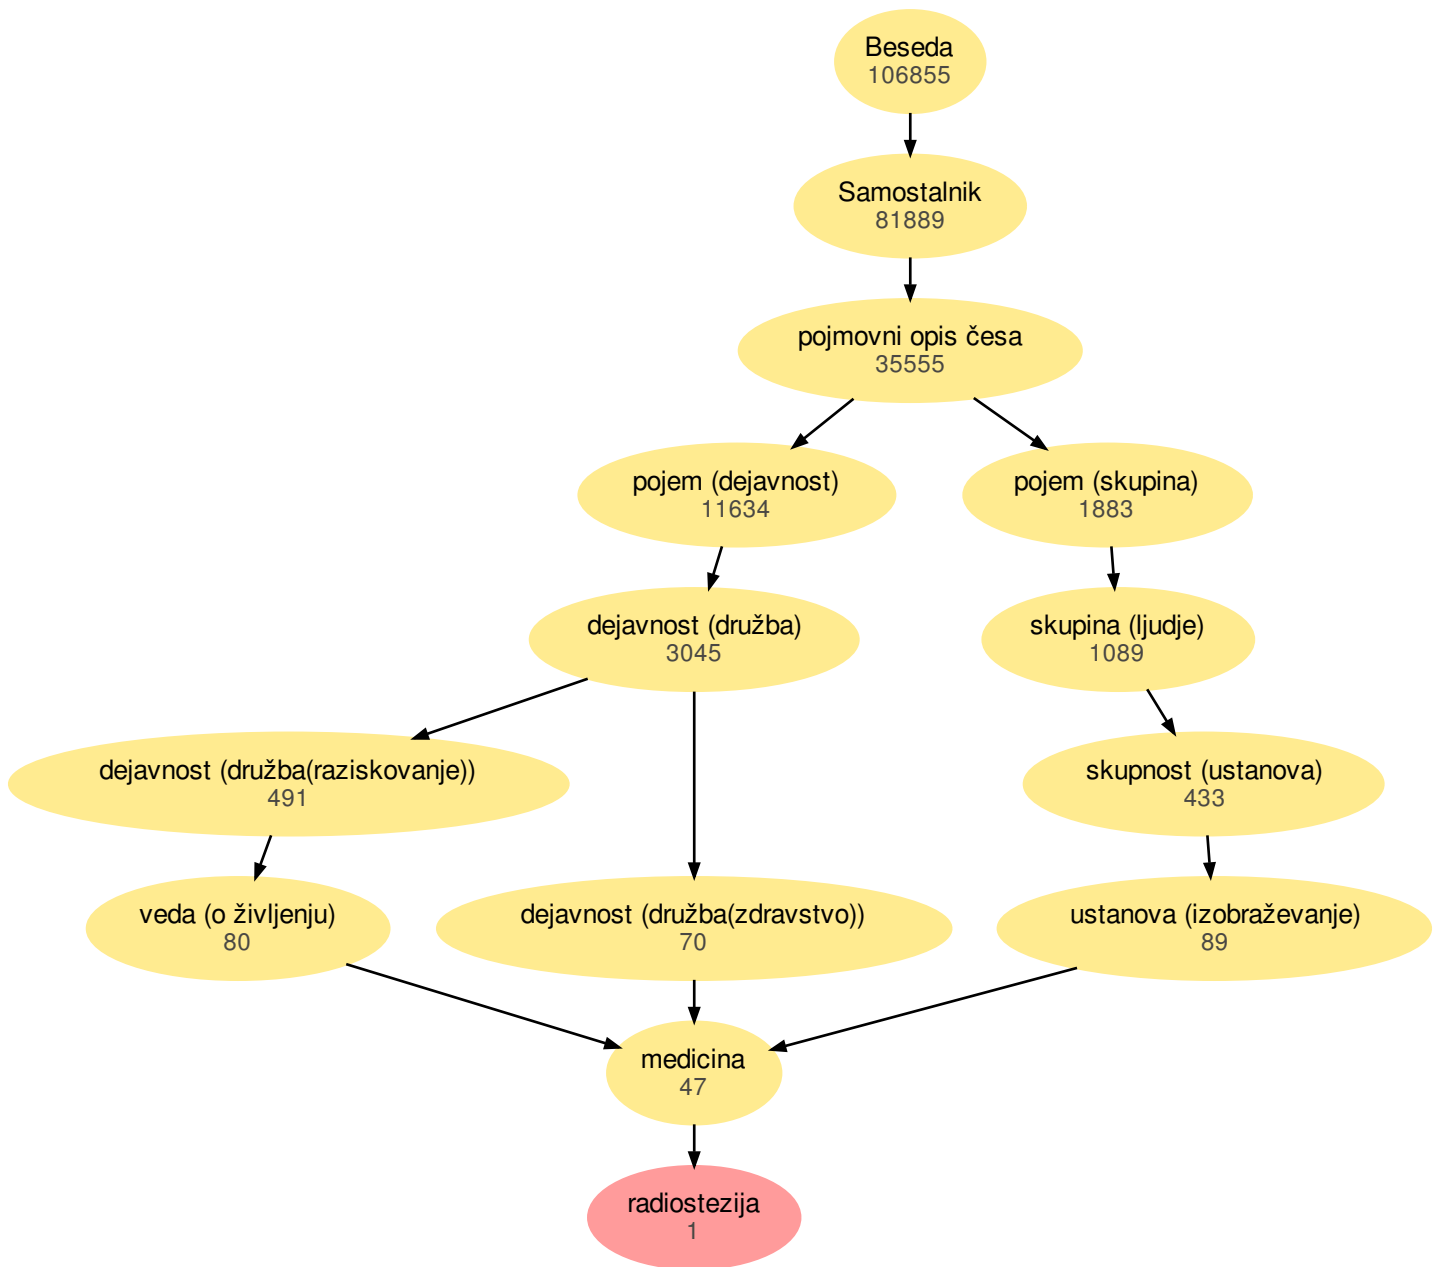 Beseda
106855
Samostalnik
81889
pojmovni opis česa
35555
pojem (dejavnost)
11634
pojem (skupina)
1883
dejavnost (družba)
3045
skupina (ljudje)
1089
dejavnost (družba(raziskovanje))
491
skupnost (ustanova)
433
veda (o življenju)
80
dejavnost (družba(zdravstvo))
70
ustanova (izobraževanje)
89
medicina
47
radiostezija
1